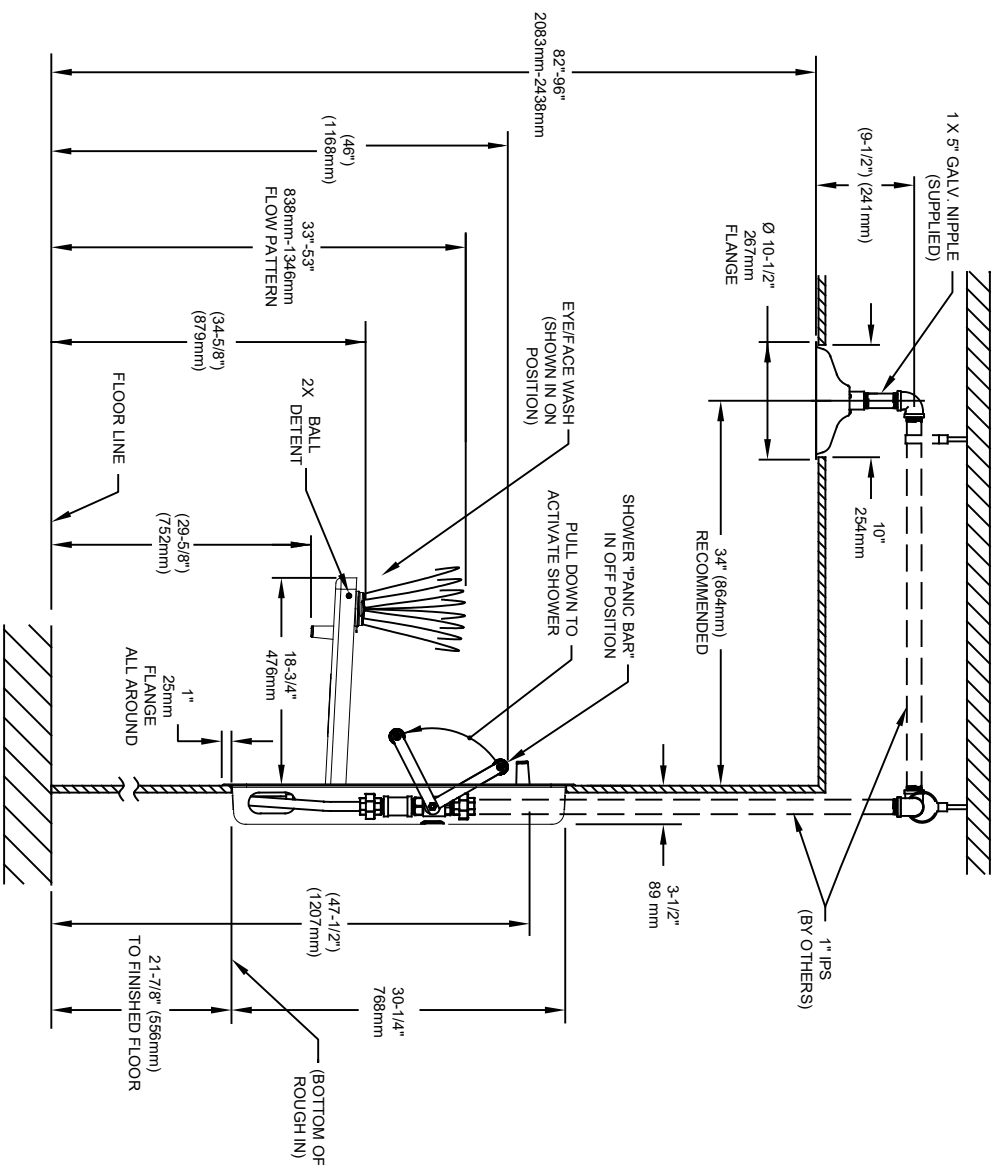 82"-96"
2083mm-2438mm
(46")
(1168mm)
33"-53"
838mm-1346mm
FLOW PATTERN
(34-5/8")
(879mm)
FLOOR LINE
(29-5/8")
(752mm)
1 X 5" GALV. NIPPLE
(SUPPLIED)
(9-1/2") (241mm)
Ø 10-1/2"
267mm
FLANGE
10"
254mm
34" (864mm)
RECOMMENDED
EYE/FACE WASH
(SHOWN IN ON
POSITION)
BALL
2X DETENT
SHOWER "PANIC BAR"
IN OFF POSITION
PULL DOWN TO
ACTIVATE SHOWER
18-3/4"
476mm
1"
25mm
FLANGE
ALL AROUND
1" IPS
(BY OTHERS)
3-1/2"
89 mm
(47-1/2")
(1207mm)
30-1/4"
768mm
(BOTTOM OF
ROUGH IN)
21-7/8" (556mm)
TO FINISHED FLOOR